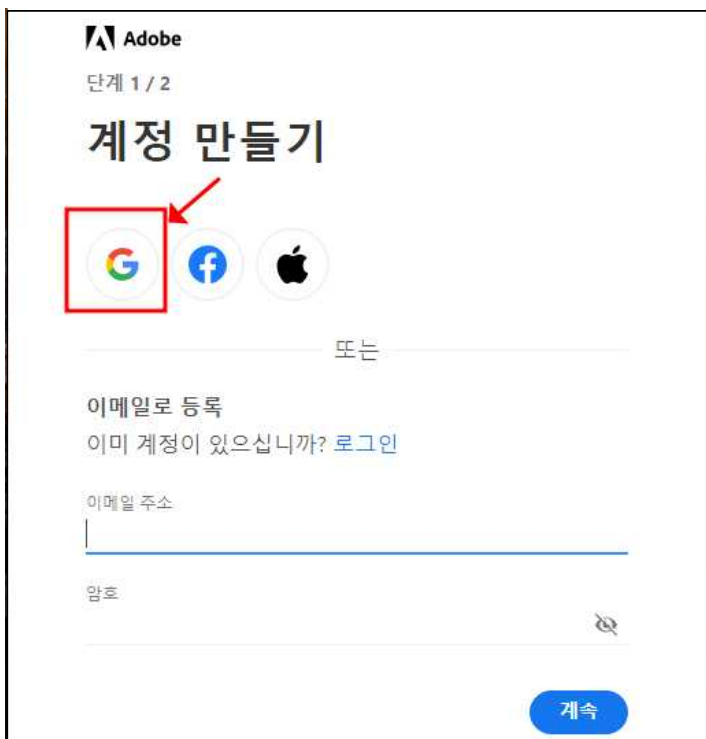 Adobe
단계 1 / 2
계정 만들기
또는
이메일로 등록
이미 계정이 있으십니까? 로그인
이메일 주소
암호
계속